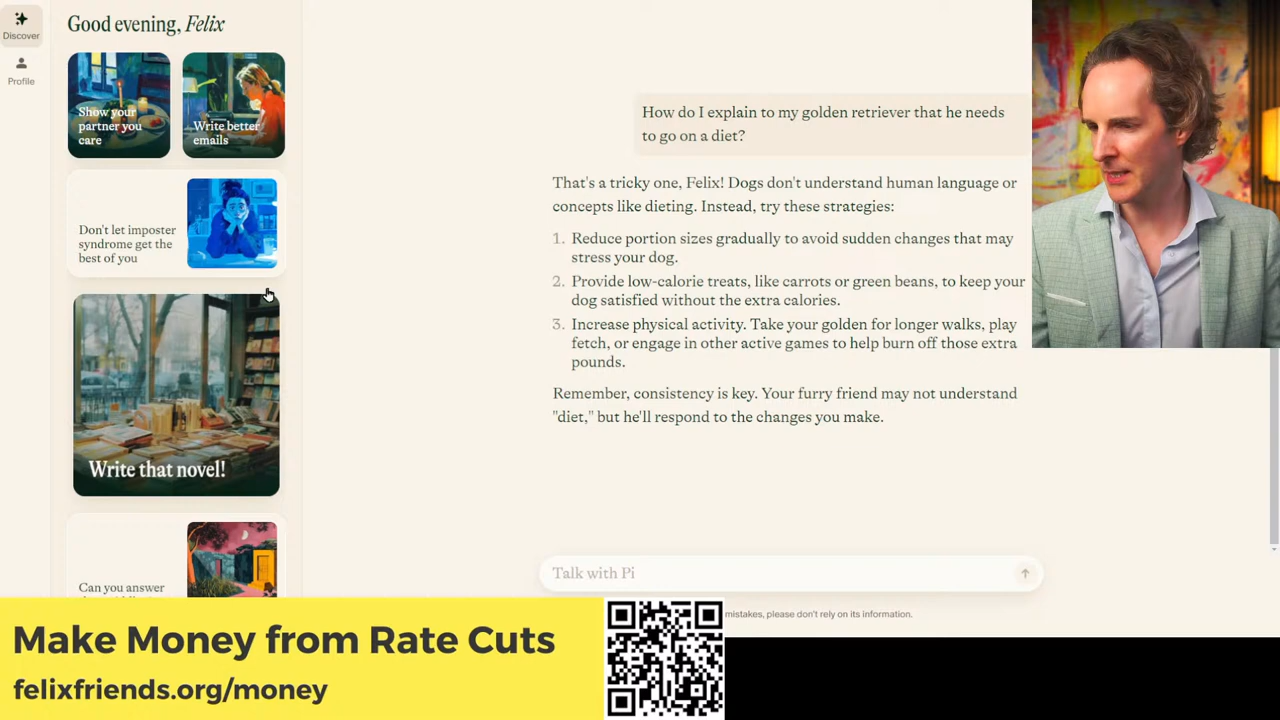 Good evening, Felix
Discover
Profile
Show your
partner you
care
Write better
emails
Don't let imposter
syndrome get the
best of you
Write that novel!
Can you answer
How do I explain to my golden retriever that he needs
to go on a diet?
That's a tricky one, Felix! Dogs don't understand human language or
concepts like dieting. Instead, try these strategies:
1. Reduce portion sizes gradually to avoid sudden changes that may
stress your dog.
2. Provide low-calorie treats, like carrots or green beans, to keep your
dog satisfied without the extra calories.
3. Increase physical activity. Take your golden for longer walks, play
fetch, or engage in other active games to help burn off those extra
pounds.
Remember, consistency is key. Your furry friend may not understand
"diet," but he'll respond to the changes you make.
Talk with Pi
mistakes, please don't rely on its information.
Make Money from Rate Cuts
felixfriends.org/money